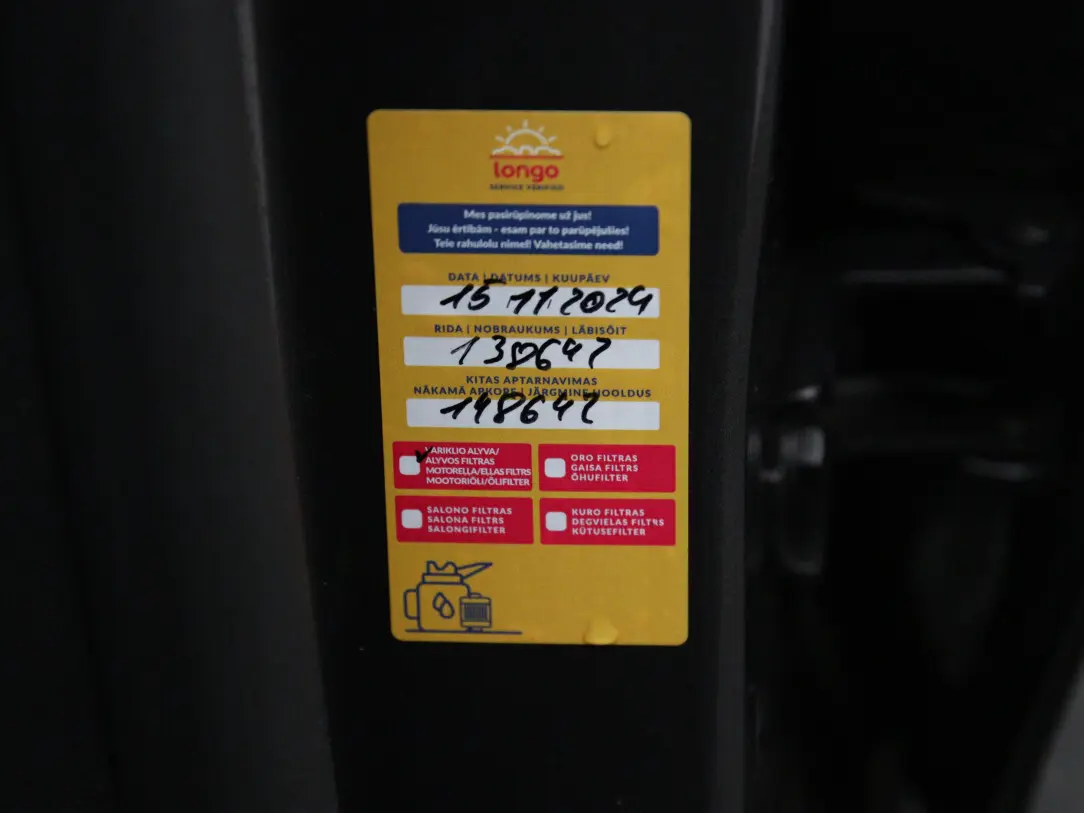 longo
SERVICE VERIFIED
Mes pasirūpinome už jus!
Jūsu ērtībām - esam par to parūpējušies!
Teie rahulolu nimel! Vahetasime need!
DATA | DATUMS | KUUPÄEV
15 11 2024
RIDA | NOBRAUKUMS | LÄBISÕIT
138642
KITAS APTARNAVIMAS
NĀKAMĀ APKOPE | JÄRGMINE HOOLDUS
148642
VARIKLIO ALYVA/
ALYVOS FILTRAS
MOTOREĻĻA/EĻĻAS FILTRS
MOOTORIÕLI/ÕLIFILTER
ORO FILTRAS
GAISA FILTRS
ÕHUFILTER
SALONO FILTRAS
SALONA FILTRS
SALONGIFILTER
KURO FILTRAS
DEGVIELAS FILTRS
KÜTUSEFILTER